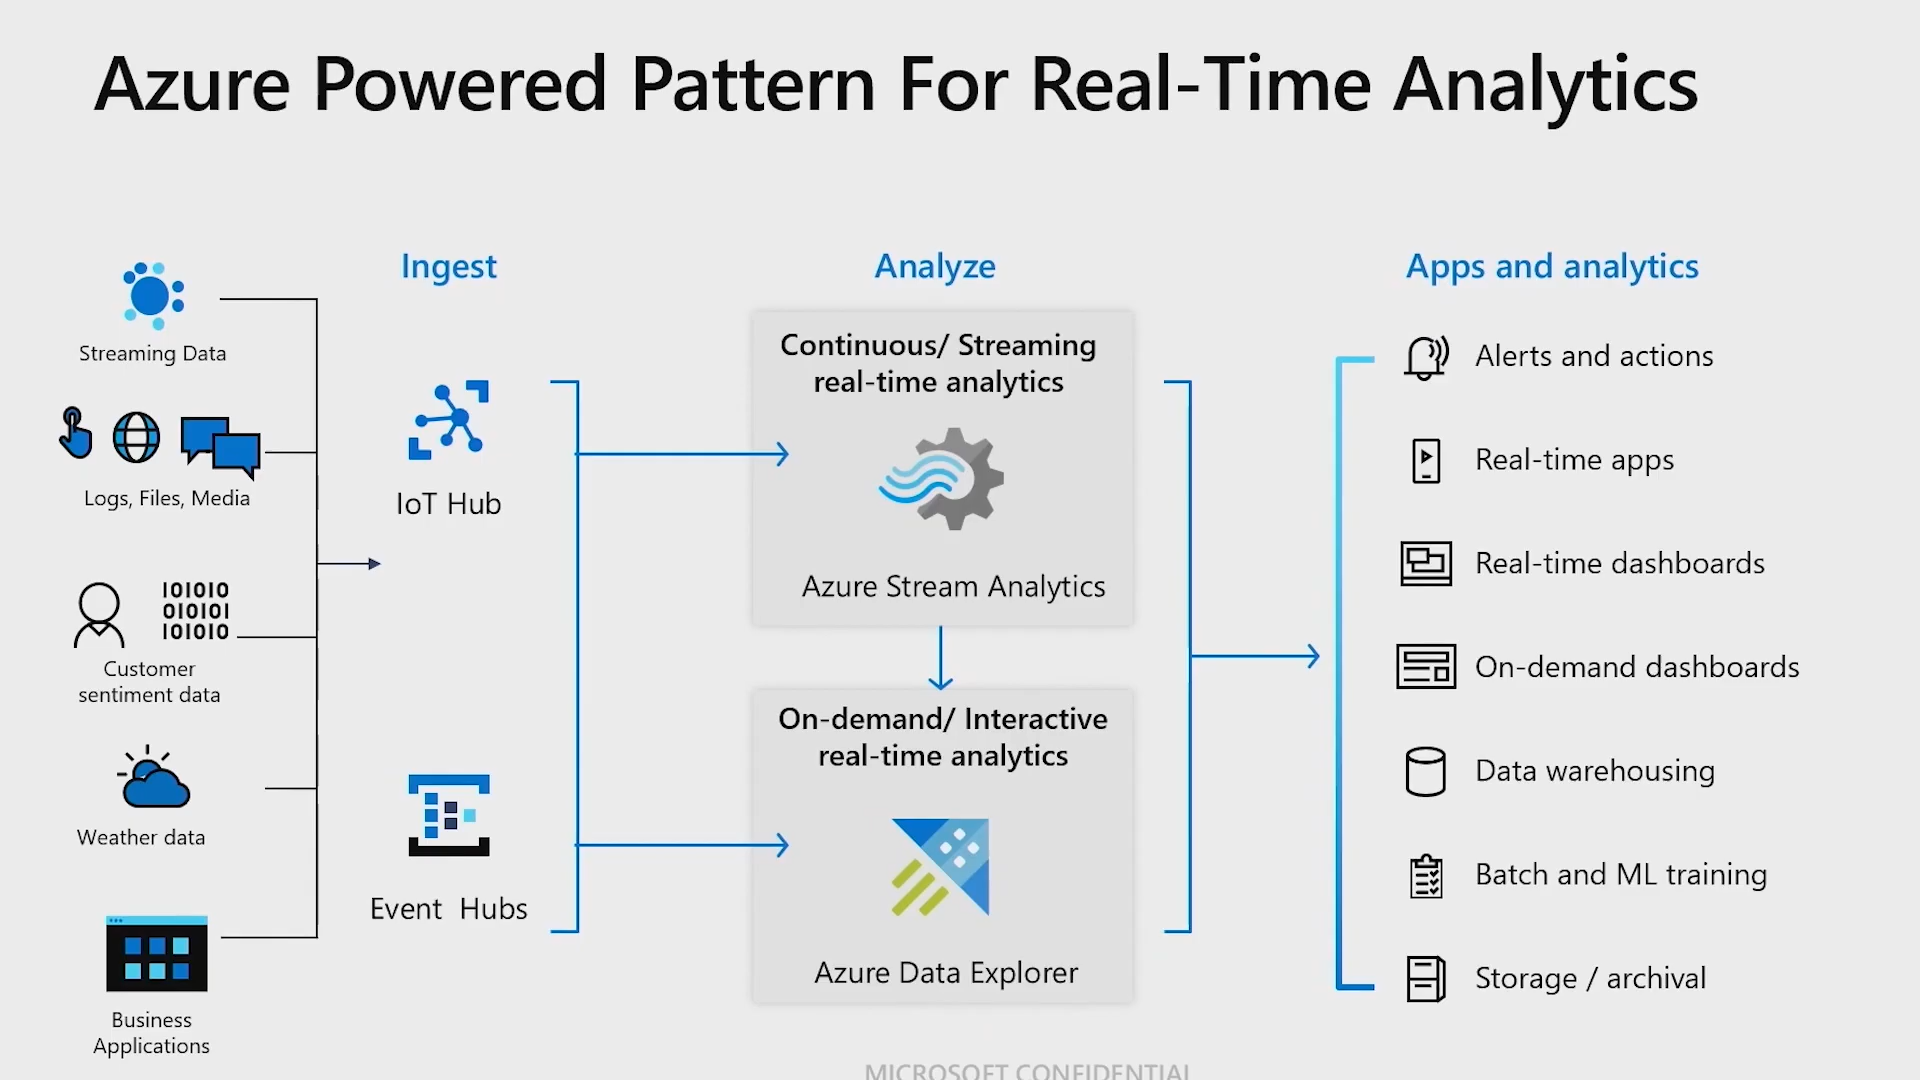 Azure Powered Pattern For Real-Time Analytics
Streaming Data
Logs, Files, Media
IOIOIO
OIOIOI
IOIOIO
Customer
sentiment data
Weather data
Business
Applications
Ingest
IoT Hub
Event Hubs
Analyze
Continuous/ Streaming
real-time analytics
Azure Stream Analytics
On-demand/ Interactive
real-time analytics
Azure Data Explorer
Apps and analytics
Alerts and actions
Real-time apps
Real-time dashboards
On-demand dashboards
Data warehousing
Batch and ML training
Storage / archival
MICROSOFT CONFIDENTIAL